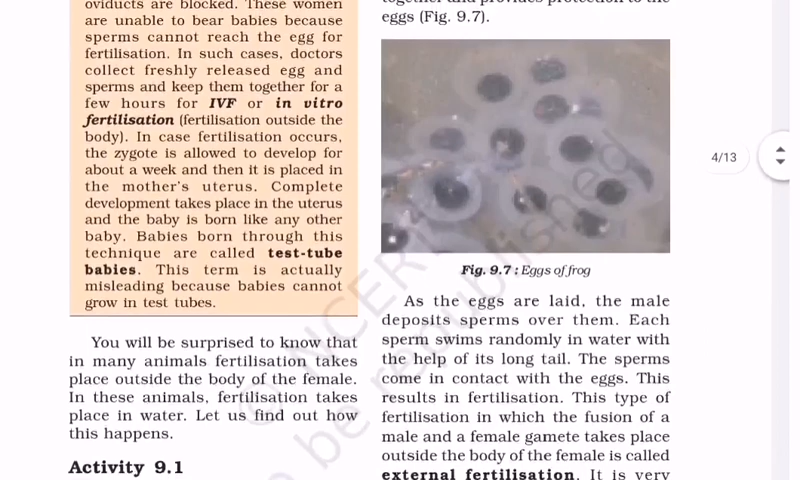 oviducts are blocked. These women
are unable to bear babies because
sperms cannot reach the egg for
fertilisation. In such cases, doctors
collect freshly released egg and
sperms and keep them together for a
few hours for IVF or in vitro
fertilisation (fertilisation outside the
body). In case fertilisation occurs,
the zygote is allowed to develop for
about a week and then it is placed in
the mother's uterus. Complete
development takes place in the uterus
and the baby is born like any other
baby. Babies born through this
technique are called test-tube
babies. This term is actually
misleading because babies cannot
grow in test tubes.
You will be surprised to know that
in many animals fertilisation takes
place outside the body of the female.
In these animals, fertilisation takes
place in water. Let us find out how
this happens.
Activity 9.1
together and provides protection to the
eggs (Fig. 9.7).
Fig. 9.7 : Eggs of frog
As the eggs are laid, the male
deposits sperms over them. Each
sperm swims randomly in water with
the help of its long tail. The sperms
come in contact with the eggs. This
results in fertilisation. This type of
fertilisation in which the fusion of a
male and a female gamete takes place
outside the body of the female is called
external fertilisation. It is very
4/13
© NCERT
be republished